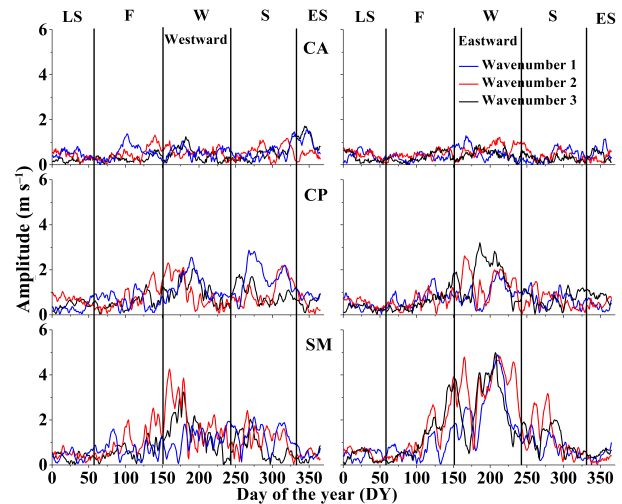 LS F W S ES LS F W S ES
Westward Eastward
CA
Wavenumber 1
Wavenumber 2
Wavenumber 3
6
4
2
0
CP
6
4
2
0
SM
6
4
2
0
Amplitude (m s⁻¹)
0 50 100 150 200 250 300 350 0 50 100 150 200 250 300 350
Day of the year (DY)